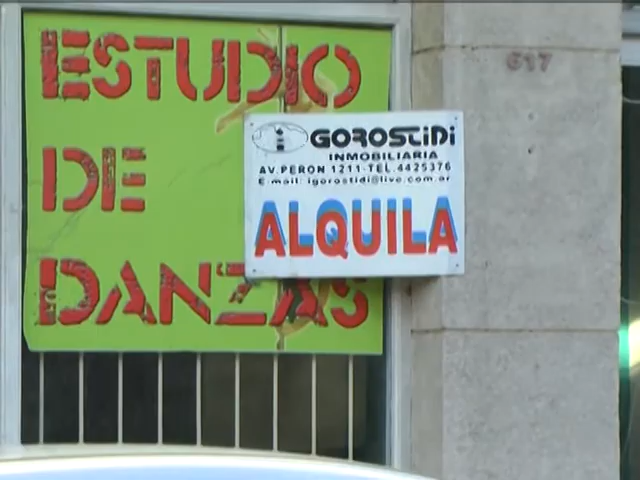 ESTUDIO
DE
DANZAS
GOROSTIDI
INMOBILIARIA
AV. PERON 1211 - TEL. 4425376
E-mail: igorostidi@live.com.ar
ALQUILA
617